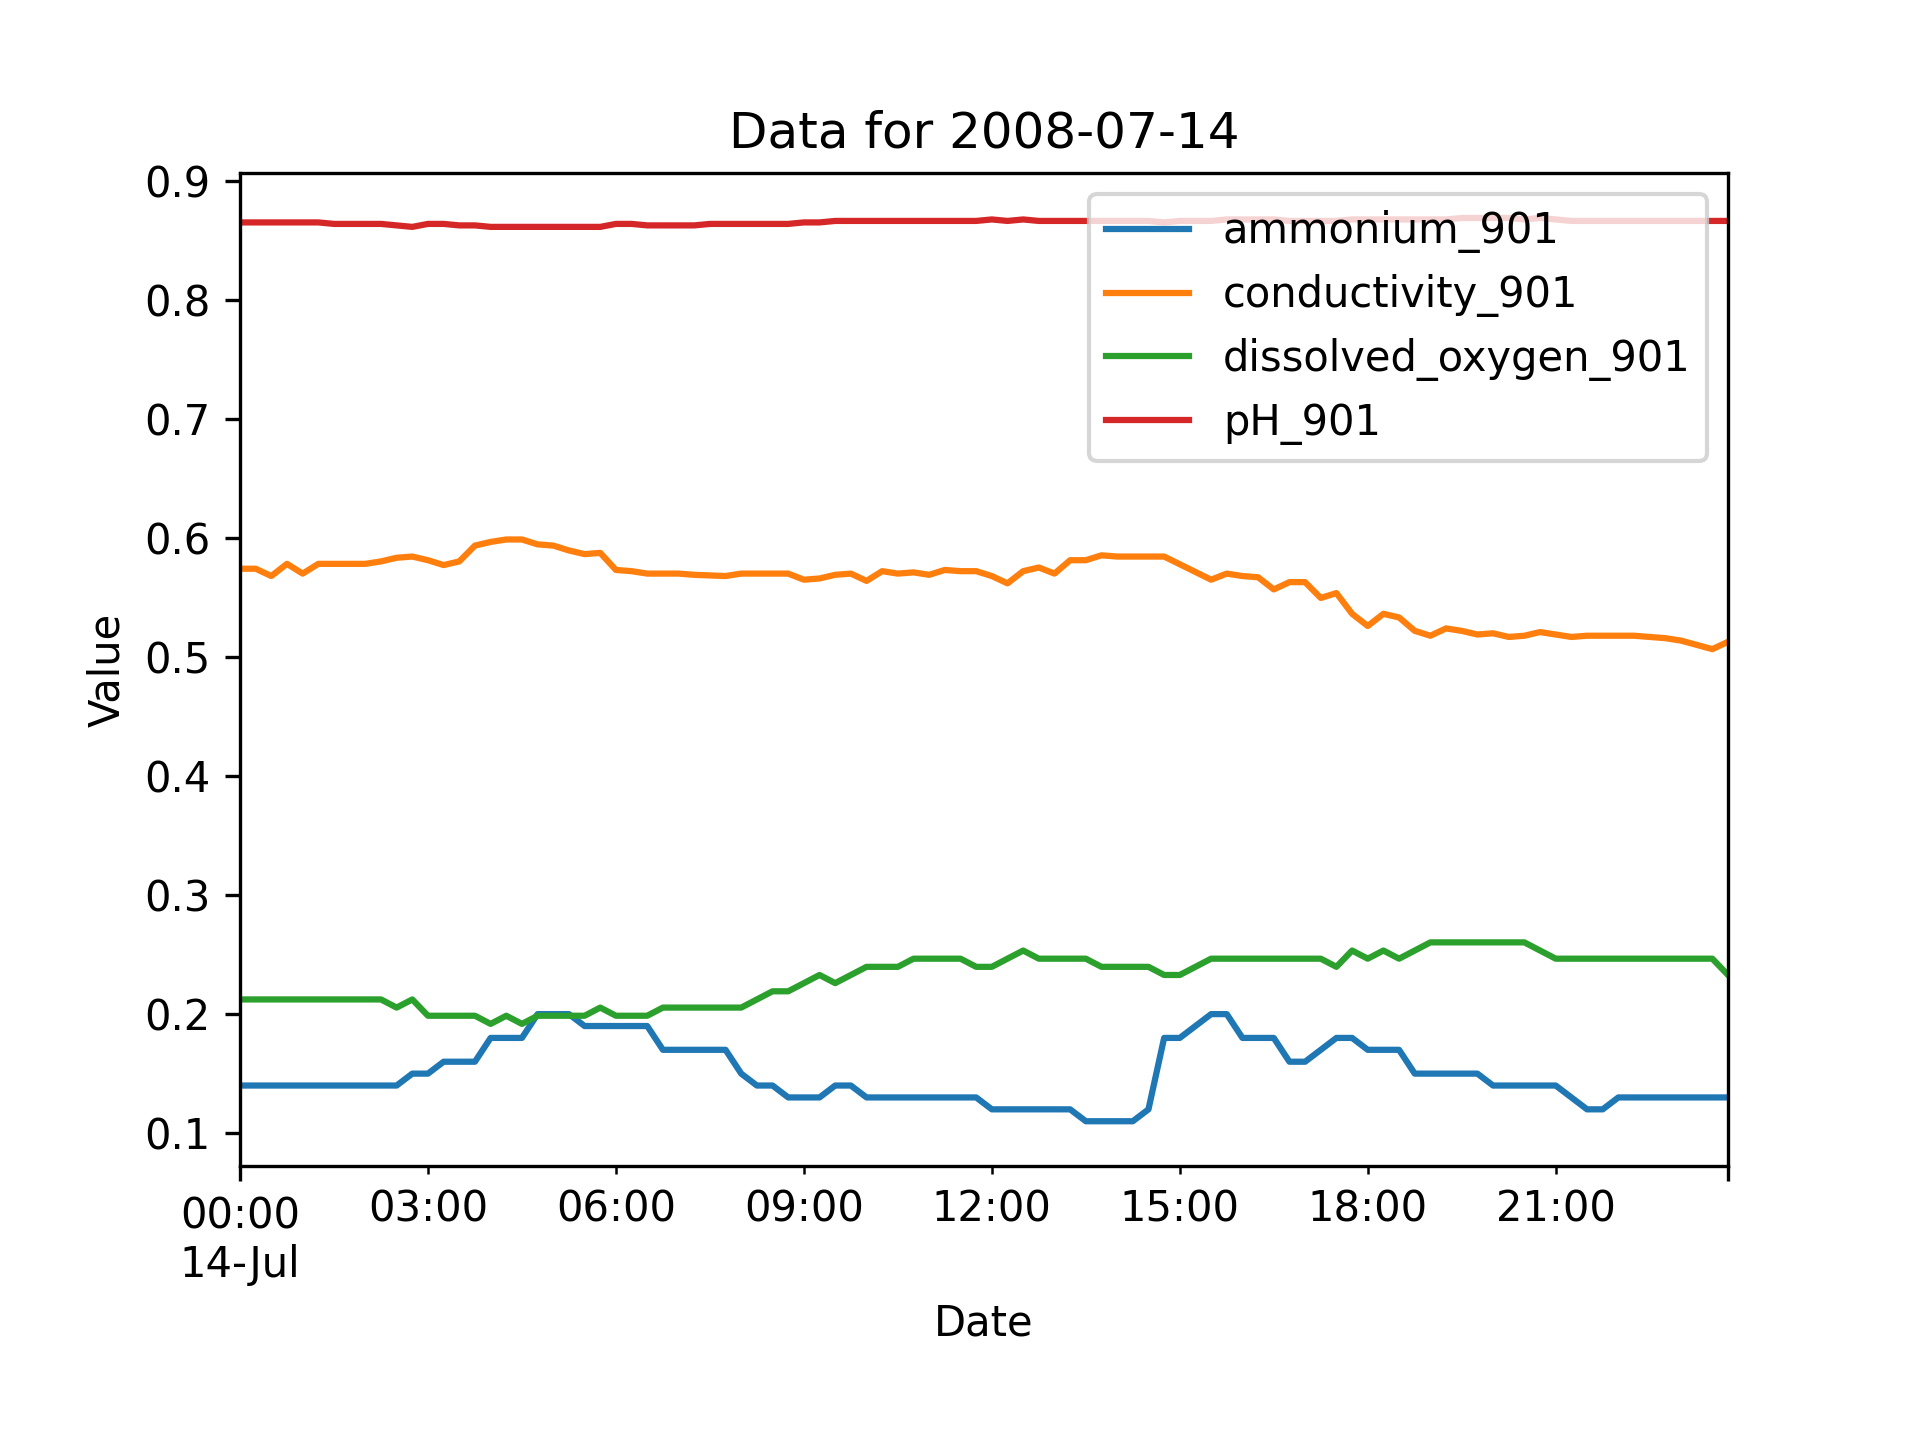 Data for 2008-07-14
0.9
0.8
0.7
0.6
0.5
0.4
0.3
0.2
0.1
Value
ammonium_901
conductivity_901
dissolved_oxygen_901
pH_901
00:00 03:00 06:00 09:00 12:00 15:00 18:00 21:00
14-Jul
Date